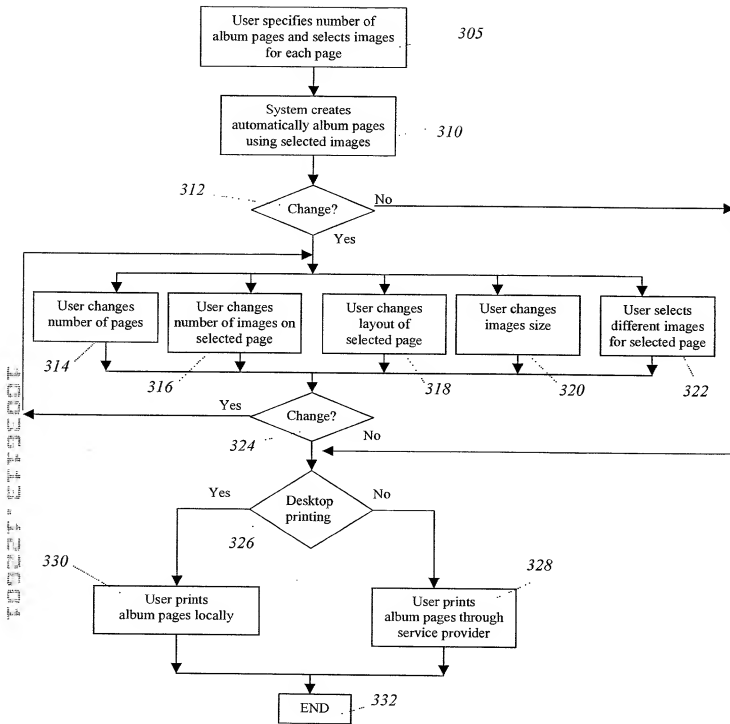 User specifies number of
album pages and selects images
for each page
305
System creates
automatically album pages
using selected images
310
312
Change?
No
Yes
User changes
number of pages
User changes
number of images on
selected page
User changes
layout of
selected page
User changes
images size
User selects
different images
for selected page
314
316
318
320
322
Yes
Change?
324
No
Yes
Desktop
printing
No
326
330
328
User prints
album pages locally
User prints
album pages through
service provider
END
332